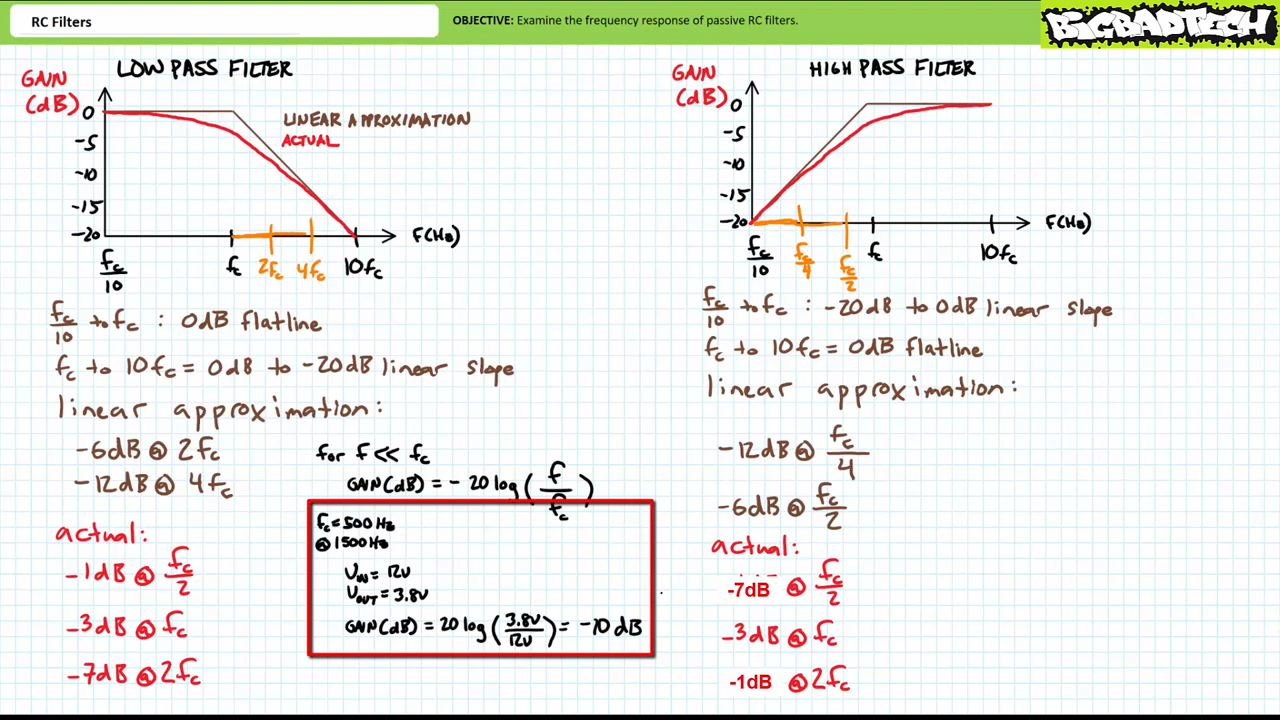 RC Filters
OBJECTIVE: Examine the frequency response of passive RC filters.
BIGBADTECH
LOW PASS FILTER
GAIN
(dB)
0
-5
-10
-15
-20
LINEAR APPROXIMATION
ACTUAL
F(Hz)
fc/10
fc
2fc
4fc
10fc
fc/10 to fc : 0dB flatline
fc to 10fc = 0dB to -20dB linear slope
linear approximation:
-6dB @ 2fc
-12dB @ 4fc
actual:
-1dB @ fc/2
-3dB @ fc
-7dB @ 2fc
for f << fc
GAIN(dB) = - 20 log (f/fc)
fc = 500 Hz
@ 1500 Hz
VIN = 12V
VOUT = 3.8V
GAIN(dB) = 20 log (3.8V/12V) = -10 dB
HIGH PASS FILTER
GAIN
(dB)
0
-5
-10
-15
-20
F(Hz)
fc/10
fc/4
fc/2
fc
10fc
fc/10 to fc : -20dB to 0dB linear slope
fc to 10fc = 0dB flatline
linear approximation:
-12dB @ fc/4
-6dB @ fc/2
actual:
-7dB @ fc/2
-3dB @ fc
-1dB @ 2fc